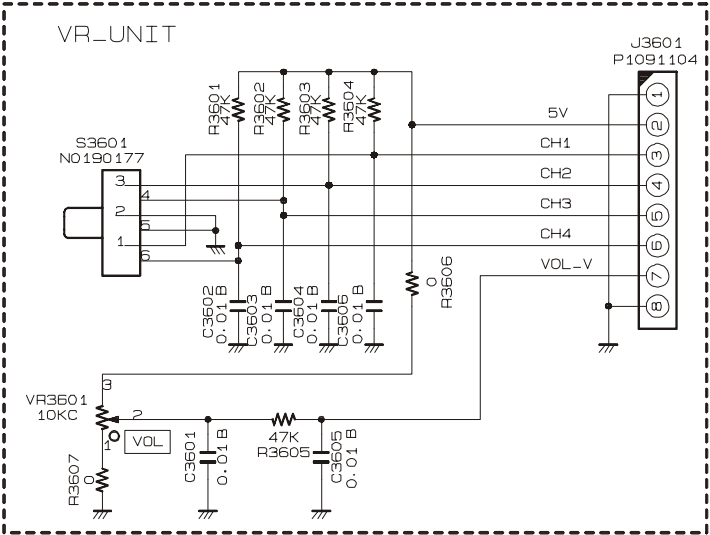 VR_UNIT
J3601
P1091104
R3601
47K
R3602
47K
R3603
47K
R3604
47K
1
5V
2
S3601
N0190177
CH1
3
3
CH2
4
4
2
CH3
5
5
1
CH4
6
6
VOL_V
7
R3606
0
8
C3602
0.01 B
C3603
0.01 B
C3604
0.01 B
C3606
0.01 B
3
VR3601
10KC
2
1
VOL
47K
R3605
C3601
0.01 B
C3605
0.01 B
R3607
0